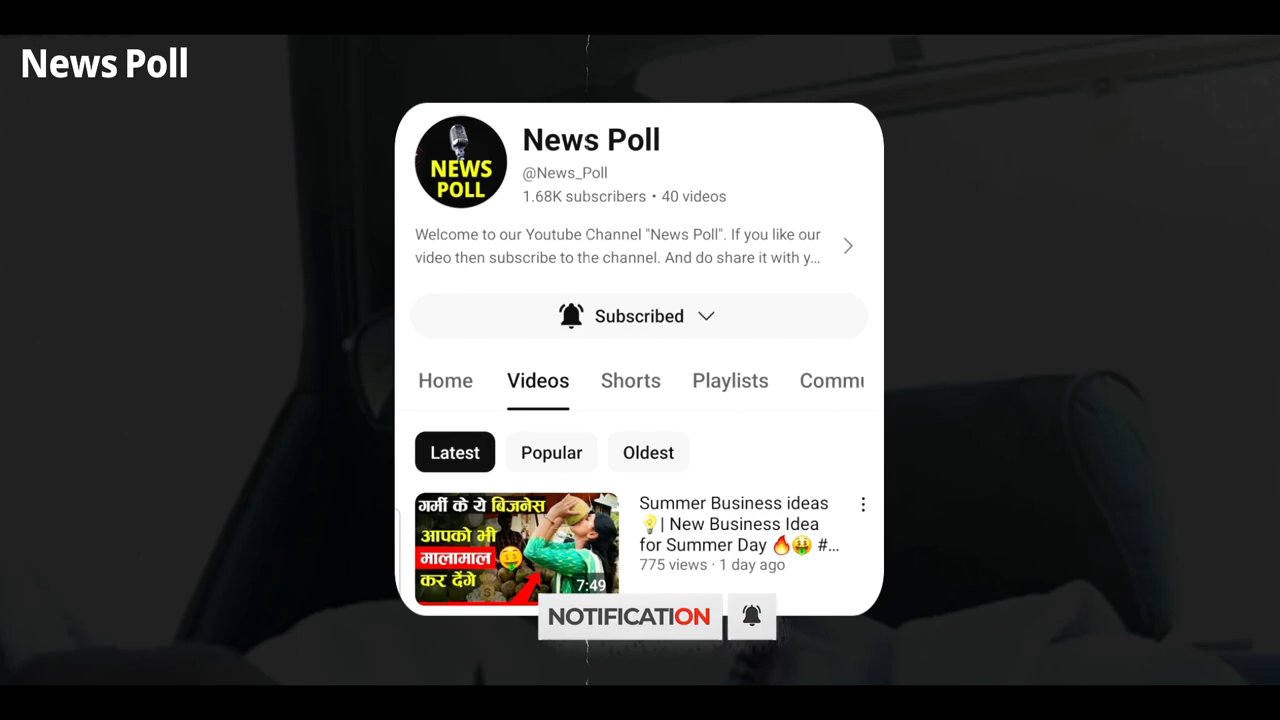 News Poll
NEWS
POLL
News Poll
@News_Poll
1.68K subscribers • 40 videos
Welcome to our Youtube Channel "News Poll". If you like our
video then subscribe to the channel. And do share it with y...
Subscribed
Home Videos Shorts Playlists Commu
Latest Popular Oldest
गर्मी के ये बिजनेस
आपको भी
मालामाल
कर देंगे
7:49
Summer Business ideas
💡| New Business Idea
for Summer Day 🔥🤑 #...
775 views · 1 day ago
NOTIFICATION